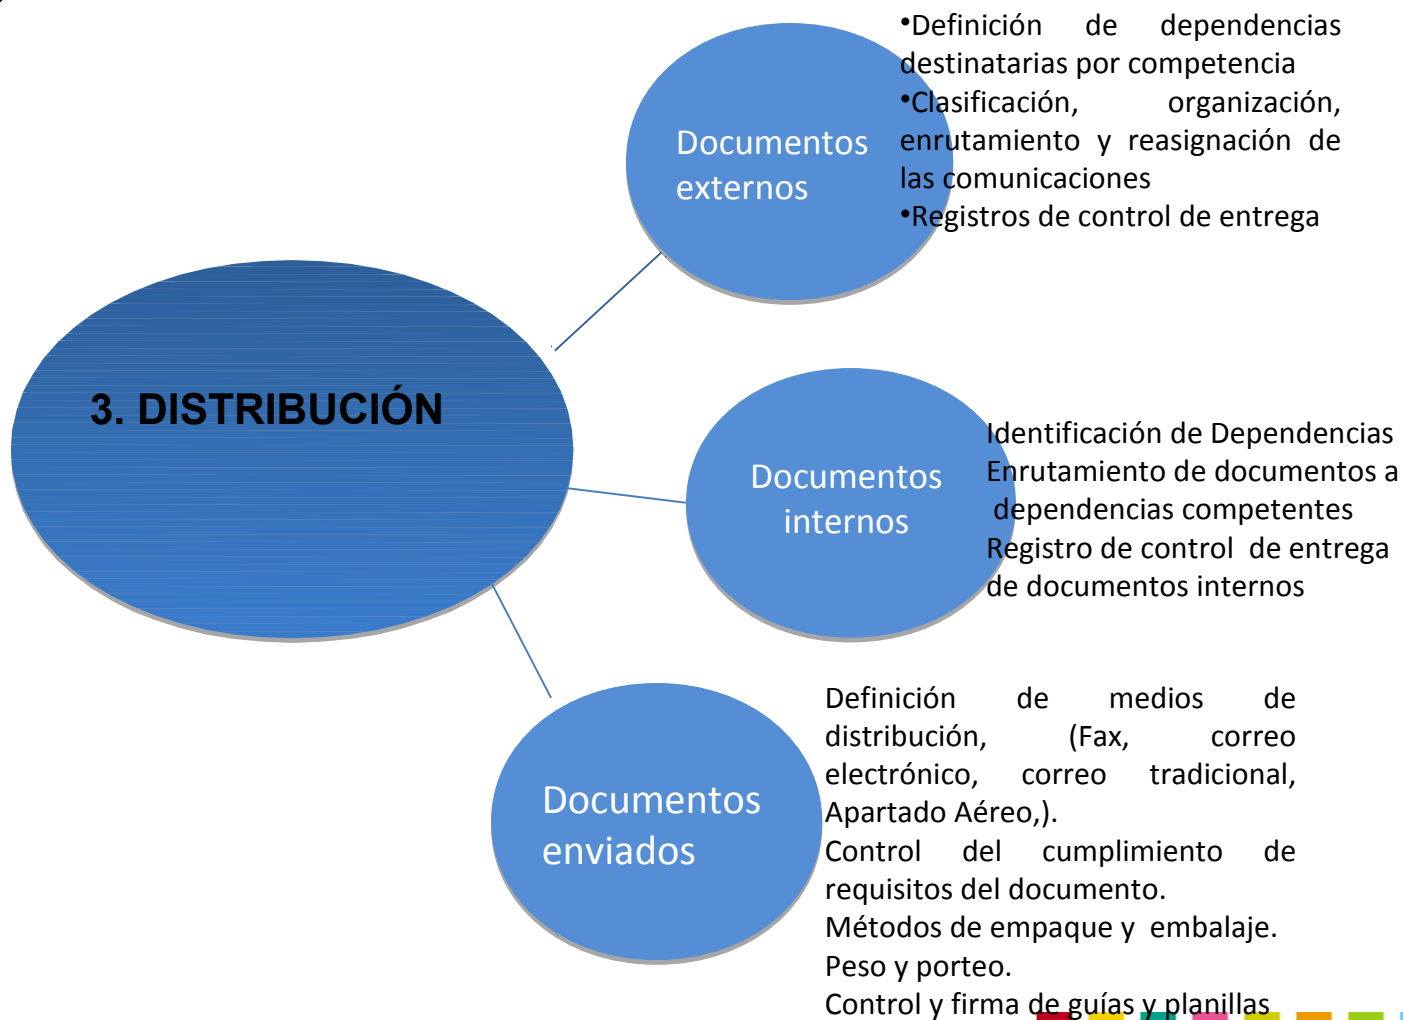 •Definición de dependencias
destinatarias por competencia
•Clasificación, organización,
enrutamiento y reasignación de
las comunicaciones
•Registros de control de entrega
Documentos
externos
3. DISTRIBUCIÓN
Documentos
internos
Identificación de Dependencias
Enrutamiento de documentos a
dependencias competentes
Registro de control de entrega
de documentos internos
Documentos
enviados
Definición de medios de
distribución, (Fax, correo
electrónico, correo tradicional,
Apartado Aéreo,).
Control del cumplimiento de
requisitos del documento.
Métodos de empaque y embalaje.
Peso y porteo.
Control y firma de guías y planillas